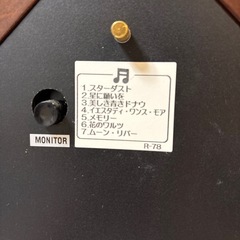 1.スターダスト
2.星に願いを
3.美しき青きドナウ
4.イエスタディ・ワンス・モア
5.メモリー
6.花のワルツ
7.ムーン・リバー
R-78
MONITOR